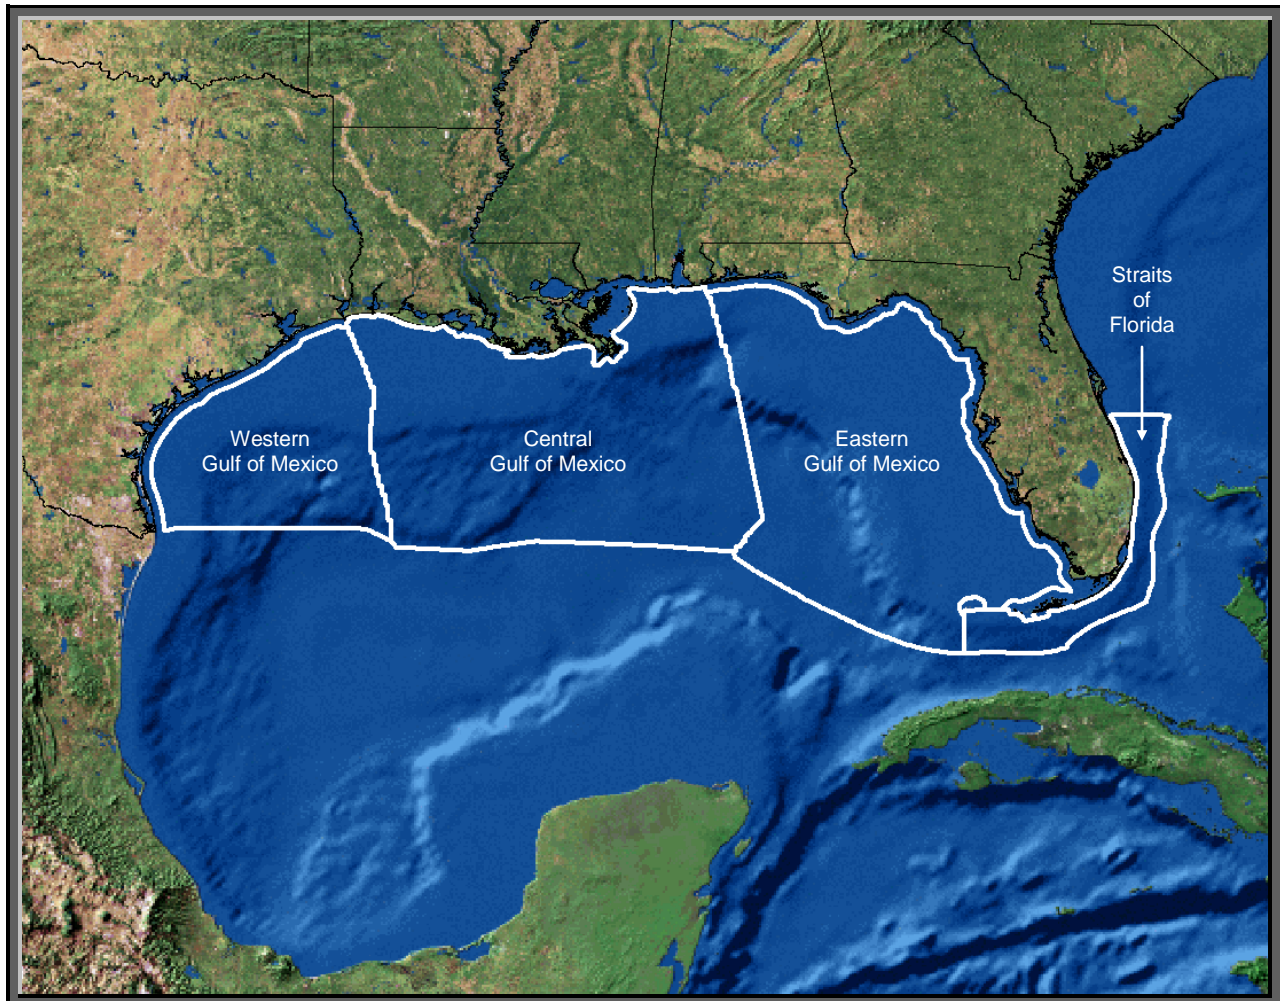 Straits
of
Florida
Western
Gulf of Mexico
Central
Gulf of Mexico
Eastern
Gulf of Mexico